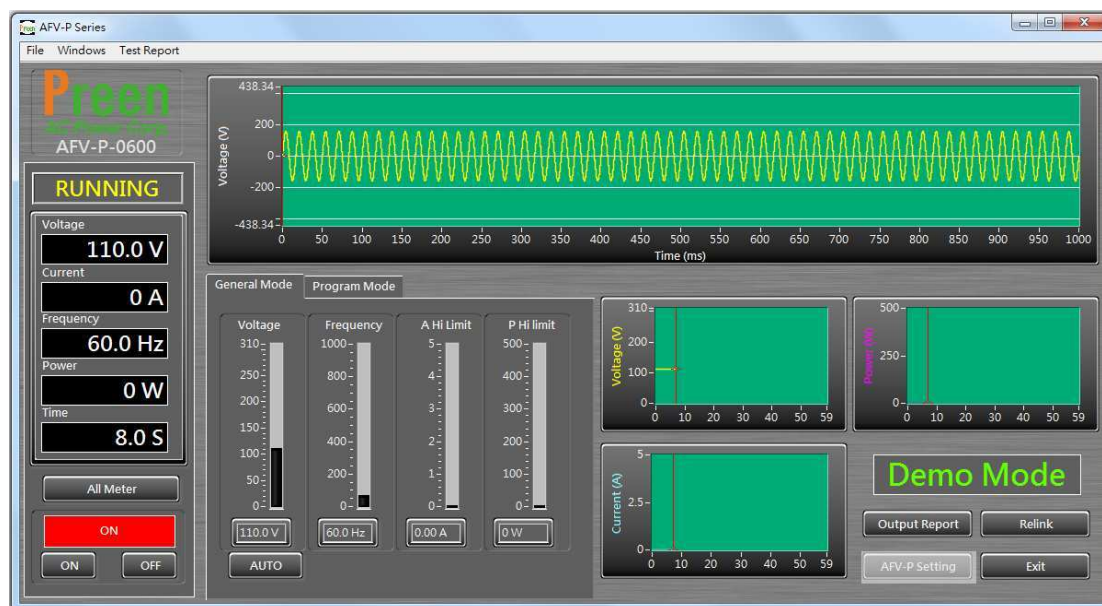 Preen AFV-P Series
File Windows Test Report
Preen
AC Power Corp.
AFV-P-0600
RUNNING
Voltage
110.0 V
Current
0 A
Frequency
60.0 Hz
Power
0 W
Time
8.0 S
All Meter
ON
ON OFF
438.34
200
0
-200
-438.34
Voltage (V)
0 50 100 150 200 250 300 350 400 450 500 550 600 650 700 750 800 850 900 950 1000
Time (ms)
General Mode Program Mode
Voltage Frequency A Hi Limit P Hi limit
310 1000 5 500
250 800 4 400
200 600 3 300
150 400 2 200
100 200 1 100
50 0 0 0
0
110.0 V 60.0 Hz 0.00 A 0 W
AUTO
Voltage (V)
310
200
100
0
0 10 20 30 40 50 59
Power (W)
500
250
0
0 10 20 30 40 50 59
Current (A)
5
2.5
0
0 10 20 30 40 50 59
Demo Mode
Output Report Relink
AFV-P Setting Exit